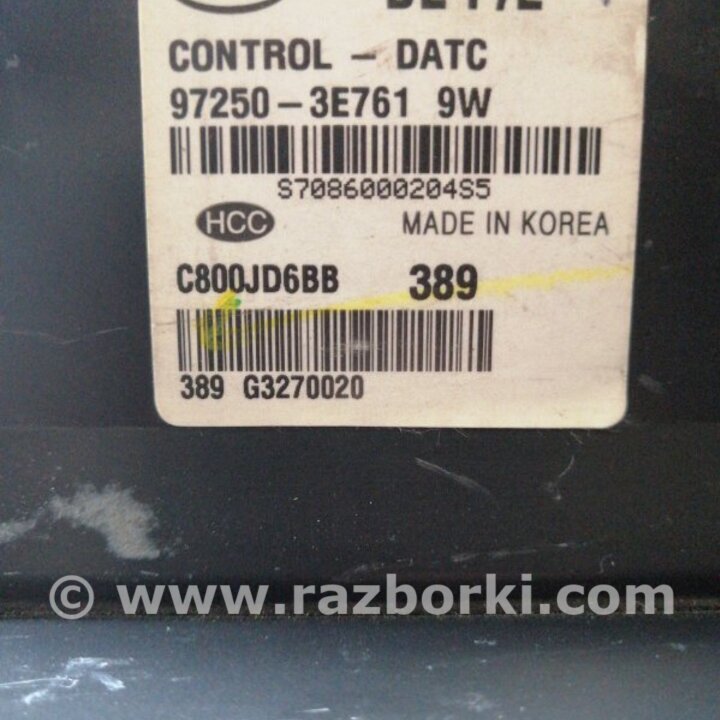 CONTROL - DATC
97250-3E761 9W
S7086000204S5
HCC MADE IN KOREA
C800JD6BB 389
389 G3270020
© www.razborki.com